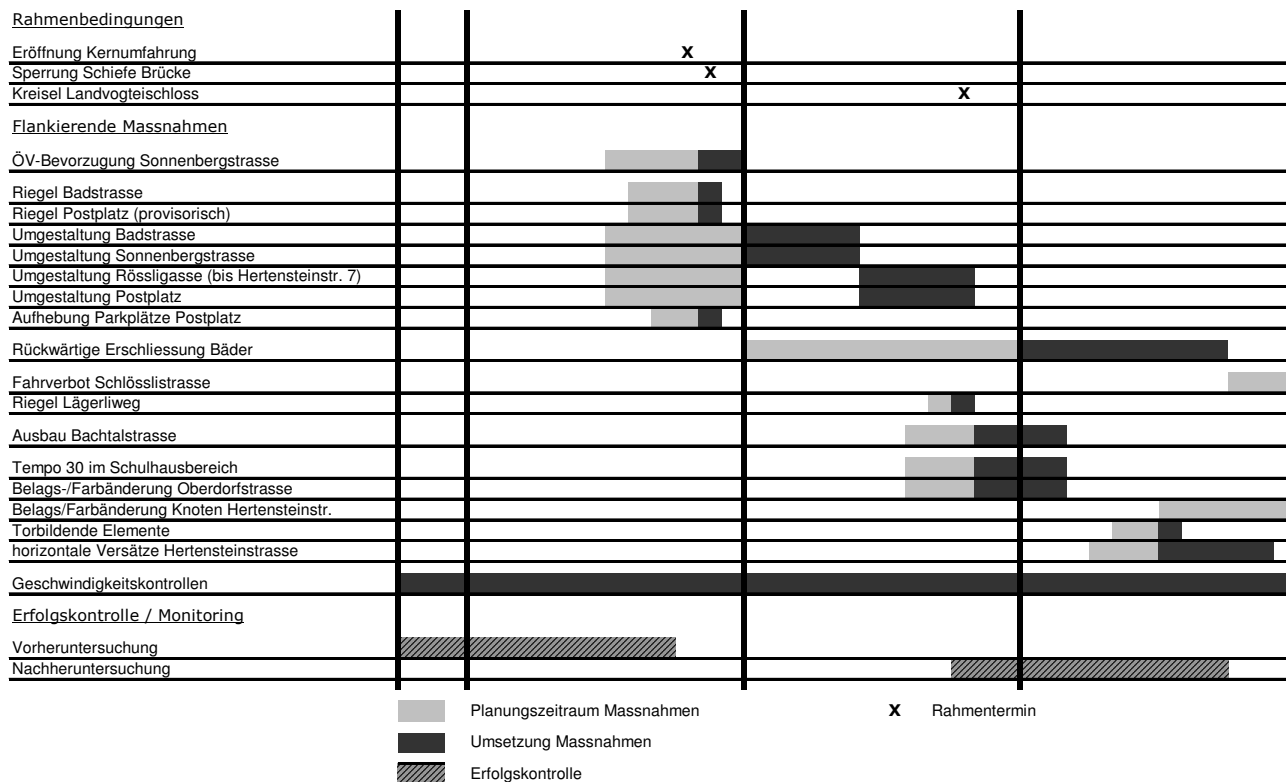 Rahmenbedingungen
Eröffnung Kernumfahrung x
Sperrung Schiefe Brücke x
Kreisel Landvogteischloss x
Flankierende Massnahmen
ÖV-Bevorzugung Sonnenbergstrasse
Riegel Badstrasse
Riegel Postplatz (provisorisch)
Umgestaltung Badstrasse
Umgestaltung Sonnenbergstrasse
Umgestaltung Rössligasse (bis Hertensteinstr. 7)
Umgestaltung Postplatz
Aufhebung Parkplätze Postplatz
Rückwärtige Erschliessung Bäder
Fahrverbot Schlösslistrasse
Riegel Lägerliweg
Ausbau Bachtalstrasse
Tempo 30 im Schulhausbereich
Belags-/Farbänderung Oberdorfstrasse
Belags/Farbänderung Knoten Hertensteinstr.
Torbildende Elemente
horizontale Versätze Hertensteinstrasse
Geschwindigkeitskontrollen
Erfolgskontrolle / Monitoring
Vorheruntersuchung
Nachheruntersuchung
Planungszeitraum Massnahmen x Rahmentermin
Umsetzung Massnahmen
Erfolgskontrolle